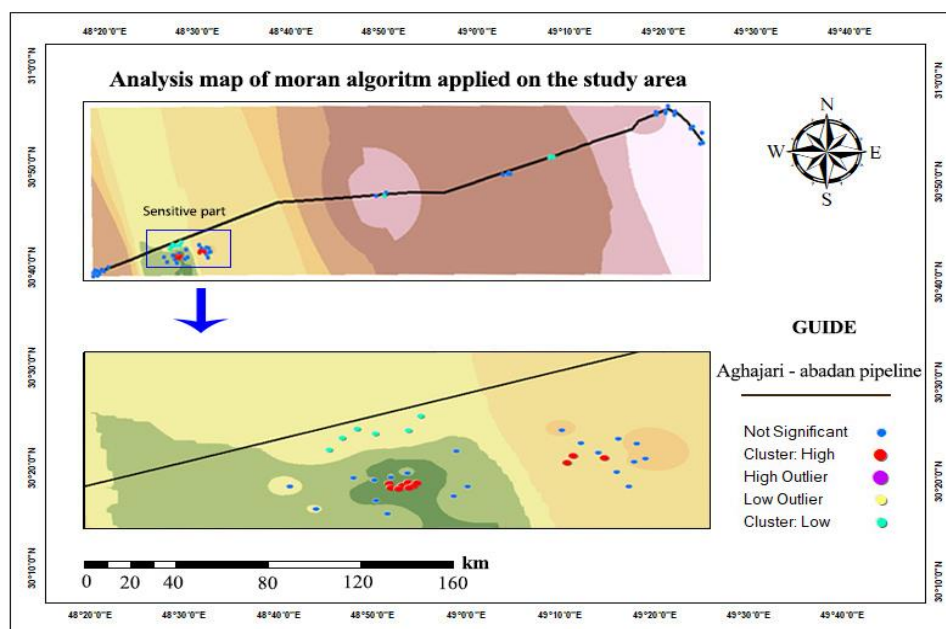 48°20'0"E 48°30'0"E 48°40'0"E 48°50'0"E 49°0'0"E 49°10'0"E 49°20'0"E 49°40'0"E
Analysis map of moran algoritm applied on the study area
Sensitive part
N
W E
S
GUIDE
Aghajari - abadan pipeline
Not Significant
Cluster: High
High Outlier
Low Outlier
Cluster: Low
km
0 20 40 80 120 160
31°0'0"N 31°0'0"N
30°50'0"N 30°50'0"N
30°40'0"N 30°40'0"N
30°30'0"N 30°30'0"N
30°20'0"N 30°20'0"N
30°10'0"N 30°10'0"N
48°20'0"E 48°30'0"E 48°40'0"E 48°50'0"E 49°0'0"E 49°10'0"E 49°20'0"E 49°40'0"E